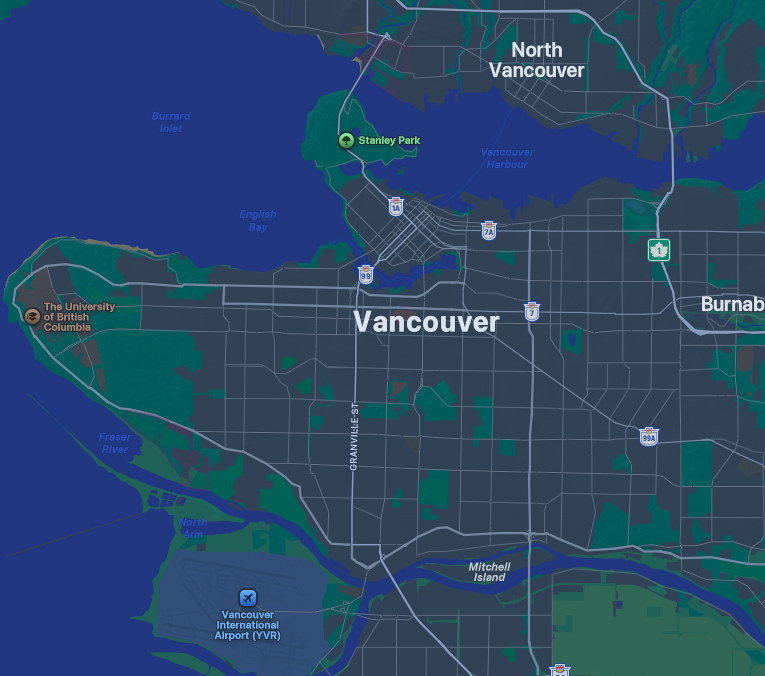 North
Vancouver
Burrard
Inlet
Stanley Park
Vancouver
Harbour
1A
English
Bay
7A
1
99
The University
of British
Columbia
Vancouver
7
Burnab
GRANVILLE ST
99A
Fraser
River
North
Arm
Mitchell
Island
Vancouver
International
Airport (YVR)